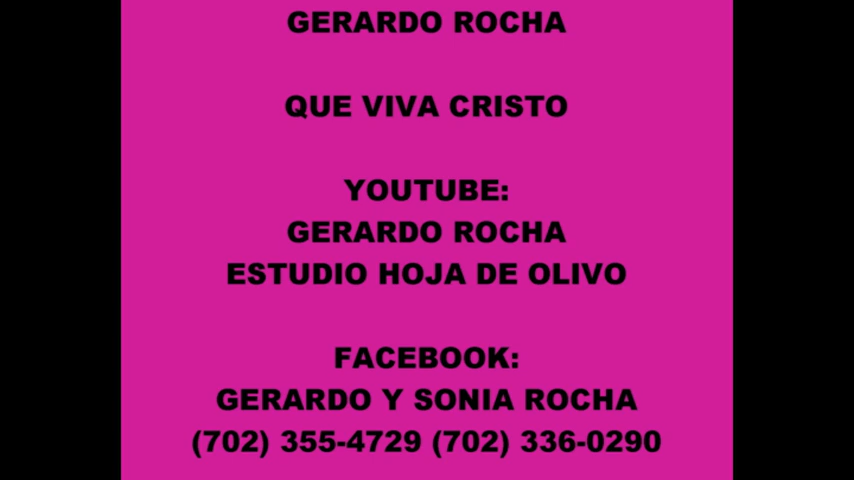 GERARDO ROCHA
QUE VIVA CRISTO
YOUTUBE:
GERARDO ROCHA
ESTUDIO HOJA DE OLIVO
FACEBOOK:
GERARDO Y SONIA ROCHA
(702) 355-4729 (702) 336-0290